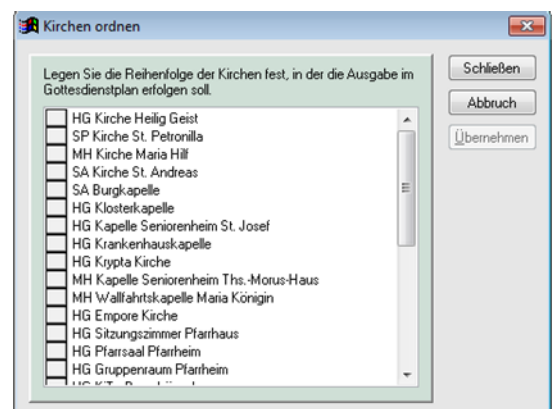 Kirchen ordnen
Legen Sie die Reihenfolge der Kirchen fest, in der die Ausgabe im
Gottesdienstplan erfolgen soll.
Schließen
Abbruch
Übernehmen
HG Kirche Heilig Geist
SP Kirche St. Petronilla
MH Kirche Maria Hilf
SA Kirche St. Andreas
SA Burgkapelle
HG Klosterkapelle
HG Kapelle Seniorenheim St. Josef
HG Krankenhauskapelle
HG Krypta Kirche
MH Kapelle Seniorenheim Ths.-Morus-Haus
MH Wallfahrtskapelle Maria Königin
HG Empore Kirche
HG Sitzungszimmer Pfarrhaus
HG Pfarrsaal Pfarrheim
HG Gruppenraum Pfarrheim